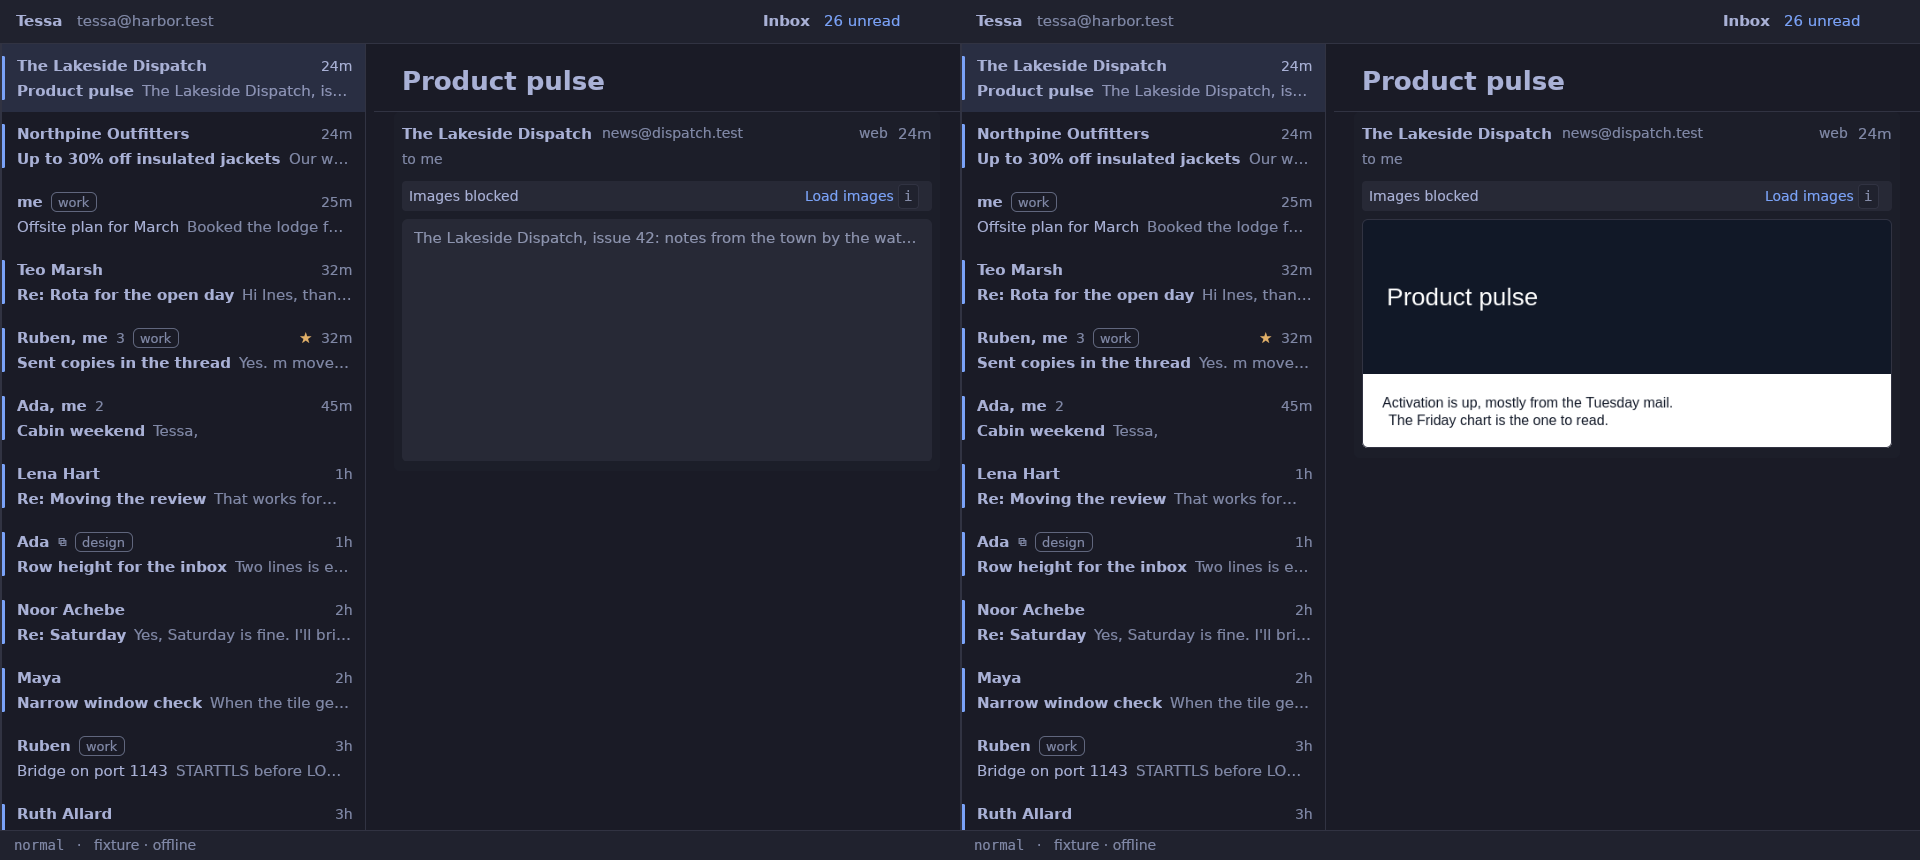 Tessa tessa@harbor.test Inbox 26 unread
The Lakeside Dispatch 24m
Product pulse The Lakeside Dispatch, is…
Northpine Outfitters 24m
Up to 30% off insulated jackets Our w…
me work 25m
Offsite plan for March Booked the lodge f…
Teo Marsh 32m
Re: Rota for the open day Hi Ines, than…
Ruben, me 3 work ★ 32m
Sent copies in the thread Yes. m move…
Ada, me 2 45m
Cabin weekend Tessa,
Lena Hart 1h
Re: Moving the review That works for…
Ada design 1h
Row height for the inbox Two lines is e…
Noor Achebe 2h
Re: Saturday Yes, Saturday is fine. I'll bri…
Maya 2h
Narrow window check When the tile ge…
Ruben work 3h
Bridge on port 1143 STARTTLS before LO…
Ruth Allard 3h
Product pulse
The Lakeside Dispatch news@dispatch.test web 24m
to me
Images blocked Load images i
The Lakeside Dispatch, issue 42: notes from the town by the wat…
normal · fixture · offline
Tessa tessa@harbor.test Inbox 26 unread
The Lakeside Dispatch 24m
Product pulse The Lakeside Dispatch, is…
Northpine Outfitters 24m
Up to 30% off insulated jackets Our w…
me work 25m
Offsite plan for March Booked the lodge f…
Teo Marsh 32m
Re: Rota for the open day Hi Ines, than…
Ruben, me 3 work ★ 32m
Sent copies in the thread Yes. m move…
Ada, me 2 45m
Cabin weekend Tessa,
Lena Hart 1h
Re: Moving the review That works for…
Ada design 1h
Row height for the inbox Two lines is e…
Noor Achebe 2h
Re: Saturday Yes, Saturday is fine. I'll bri…
Maya 2h
Narrow window check When the tile ge…
Ruben work 3h
Bridge on port 1143 STARTTLS before LO…
Ruth Allard 3h
Product pulse
The Lakeside Dispatch news@dispatch.test web 24m
to me
Images blocked Load images i
Product pulse
Activation is up, mostly from the Tuesday mail.
The Friday chart is the one to read.
normal · fixture · offline